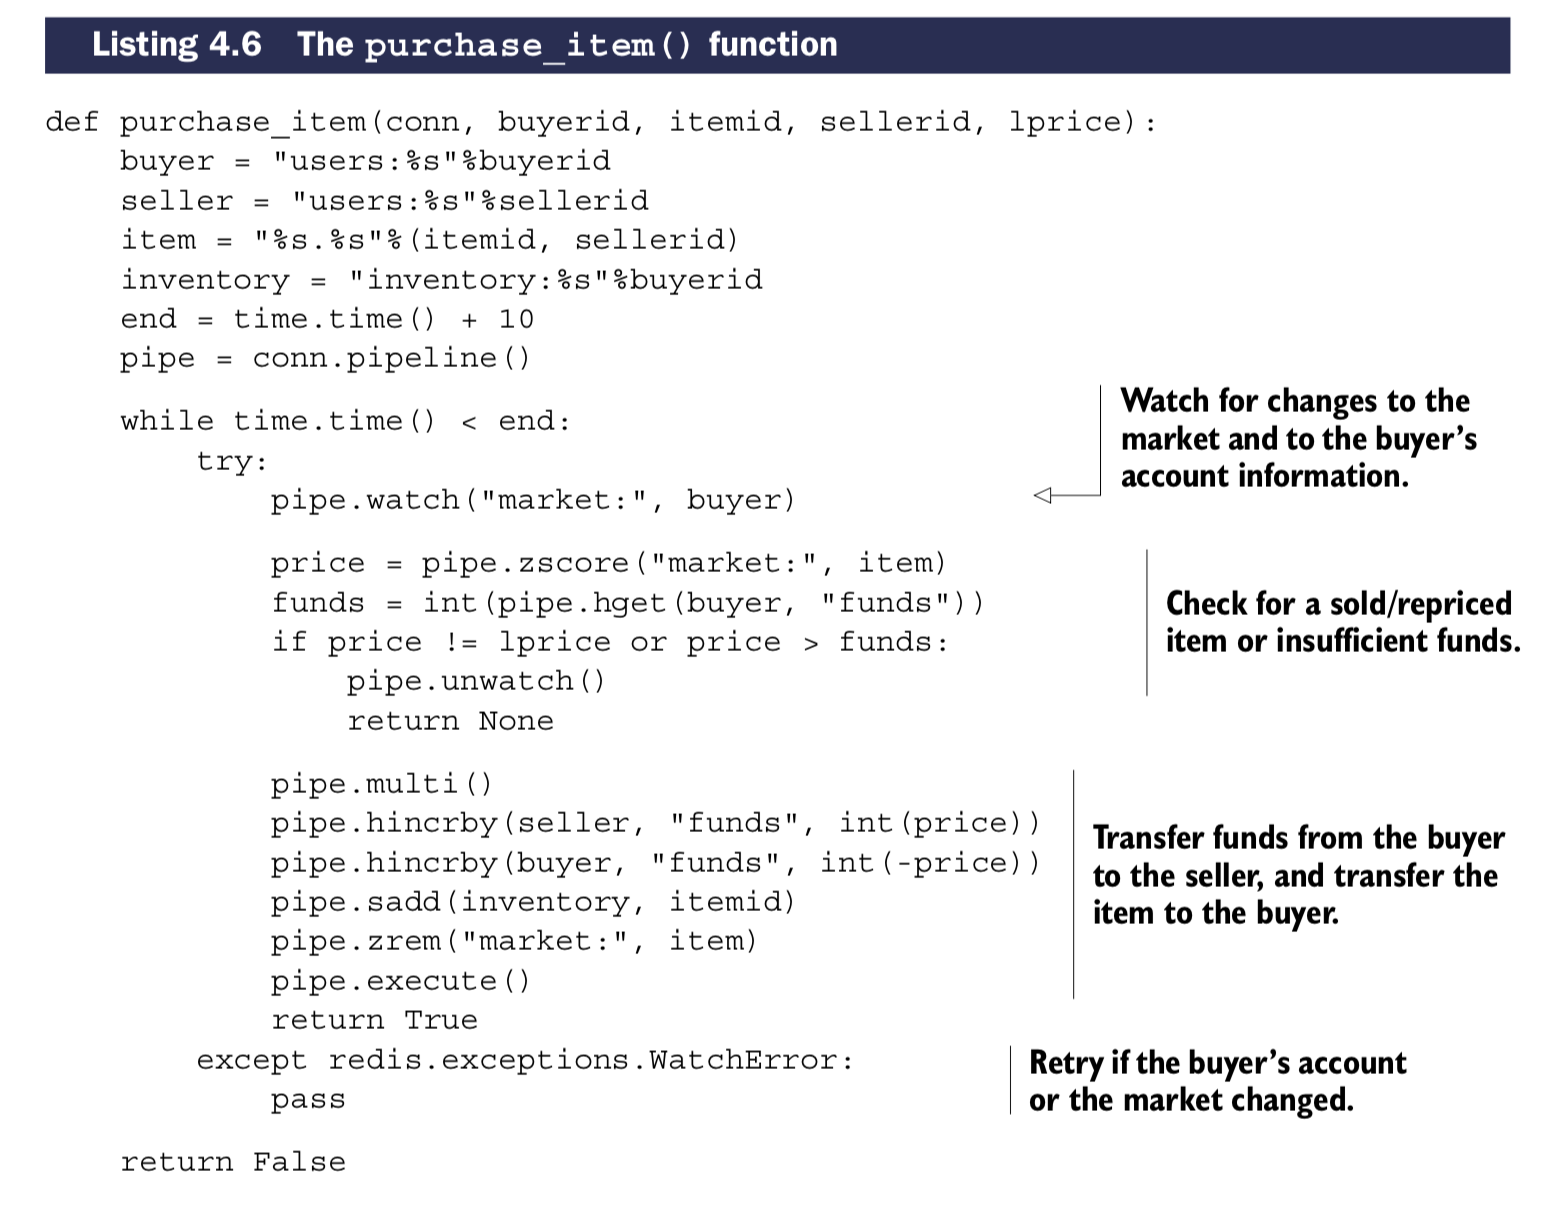 Listing 4.6 The purchase_item() function
def purchase_item(conn, buyerid, itemid, sellerid, lprice):
    buyer = "users:%s"%buyerid
    seller = "users:%s"%sellerid
    item = "%s.%s"%(itemid, sellerid)
    inventory = "inventory:%s"%buyerid
    end = time.time() + 10
    pipe = conn.pipeline()
    while time.time() < end:
        try:
            pipe.watch("market:", buyer)
Watch for changes to the
market and to the buyer's
account information.
            price = pipe.zscore("market:", item)
            funds = int(pipe.hget(buyer, "funds"))
            if price != lprice or price > funds:
                pipe.unwatch()
                return None
Check for a sold/repriced
item or insufficient funds.
            pipe.multi()
            pipe.hincrby(seller, "funds", int(price))
            pipe.hincrby(buyer, "funds", int(-price))
            pipe.sadd(inventory, itemid)
            pipe.zrem("market:", item)
            pipe.execute()
            return True
Transfer funds from the buyer
to the seller, and transfer the
item to the buyer.
        except redis.exceptions.WatchError:
            pass
Retry if the buyer's account
or the market changed.
    return False